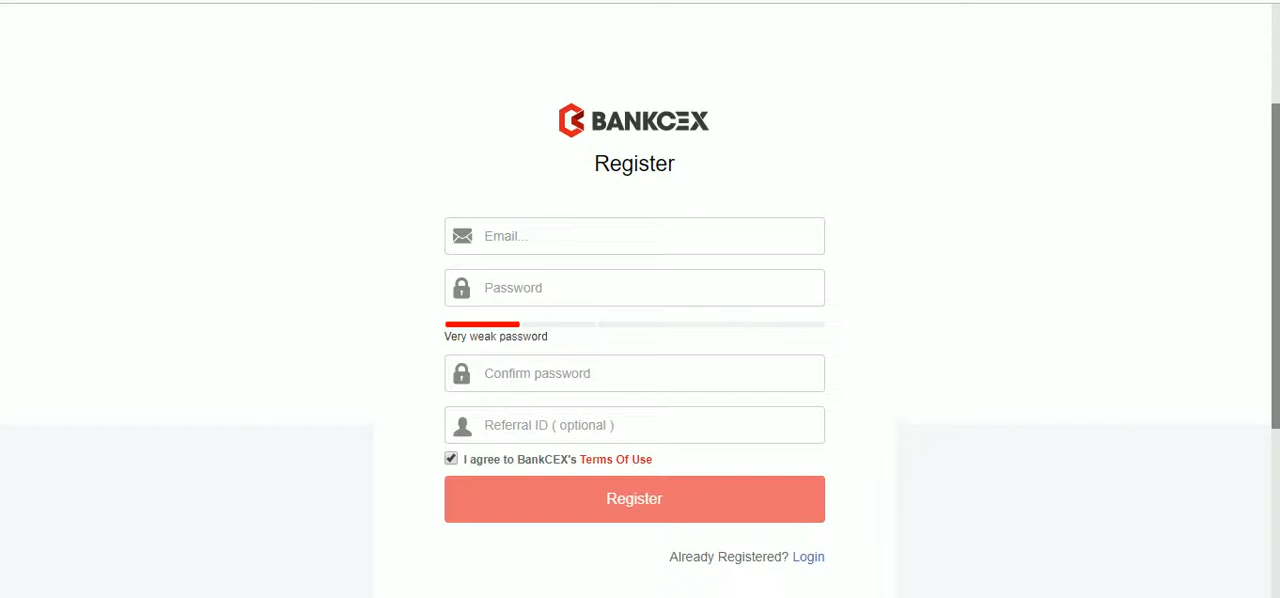 BANKCEX
Register
Email...
Password
Very weak password
Confirm password
Referral ID ( optional )
I agree to BankCEX's Terms Of Use
Register
Already Registered? Login